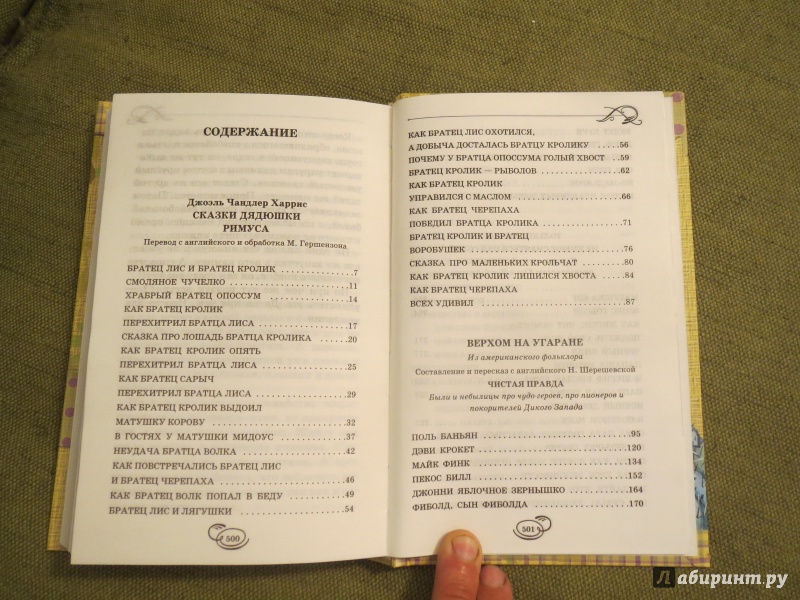 СОДЕРЖАНИЕ
Джоэль Чандлер Харрис
СКАЗКИ ДЯДЮШКИ
РИМУСА
Перевод с английского и обработка М. Гершензона
БРАТЕЦ ЛИС И БРАТЕЦ КРОЛИК ............7
СМОЛЯНОЕ ЧУЧЕЛКО ............11
ХРАБРЫЙ БРАТЕЦ ОПОССУМ ............14
КАК БРАТЕЦ КРОЛИК
ПЕРЕХИТРИЛ БРАТЦА ЛИСА ............17
СКАЗКА ПРО ЛОШАДЬ БРАТЦА КРОЛИКА ......20
КАК БРАТЕЦ КРОЛИК ОПЯТЬ
ПЕРЕХИТРИЛ БРАТЦА ЛИСА ............25
КАК БРАТЕЦ САРЫЧ
ПЕРЕХИТРИЛ БРАТЦА ЛИСА ............29
КАК БРАТЕЦ КРОЛИК ВЫДОИЛ
МАТУШКУ КОРОВУ ............32
В ГОСТЯХ У МАТУШКИ МИДОУС ............37
НЕУДАЧА БРАТЦА ВОЛКА ............42
КАК ПОВСТРЕЧАЛИСЬ БРАТЕЦ ЛИС
И БРАТЕЦ ЧЕРЕПАХА ............46
КАК БРАТЕЦ ВОЛК ПОПАЛ В БЕДУ ............49
БРАТЕЦ ЛИС И ЛЯГУШКИ ............54
500
КАК БРАТЕЦ ЛИС ОХОТИЛСЯ,
А ДОБЫЧА ДОСТАЛАСЬ БРАТЦУ КРОЛИКУ .....56
ПОЧЕМУ У БРАТЦА ОПОССУМА ГОЛЫЙ ХВОСТ ..59
БРАТЕЦ КРОЛИК — РЫБОЛОВ ............62
КАК БРАТЕЦ КРОЛИК
УПРАВИЛСЯ С МАСЛОМ ............66
КАК БРАТЕЦ ЧЕРЕПАХА
ПОБЕДИЛ БРАТЦА КРОЛИКА ............71
БРАТЕЦ КРОЛИК И БРАТЕЦ
ВОРОБУШЕК ............76
СКАЗКА ПРО МАЛЕНЬКИХ КРОЛЬЧАТ ........80
КАК БРАТЕЦ КРОЛИК ЛИШИЛСЯ ХВОСТА .....84
КАК БРАТЕЦ ЧЕРЕПАХА
ВСЕХ УДИВИЛ ............87
ВЕРХОМ НА УГАРАНЕ
Из американского фольклора
Составление и пересказ с английского Н. Шерешевской
ЧИСТАЯ ПРАВДА
Были и небылицы про чудо-героев, про пионеров и
покорителей Дикого Запада
ПОЛЬ БАНЬЯН ............95
ДЭВИ КРОКЕТ ............120
МАЙК ФИНК ............134
ПЕКОС БИЛЛ ............152
ДЖОННИ ЯБЛОЧНОЕ ЗЕРНЫШКО ............164
ФИБОЛД, СЫН ФИБОЛДА ............170
501
Лабиринт.ру